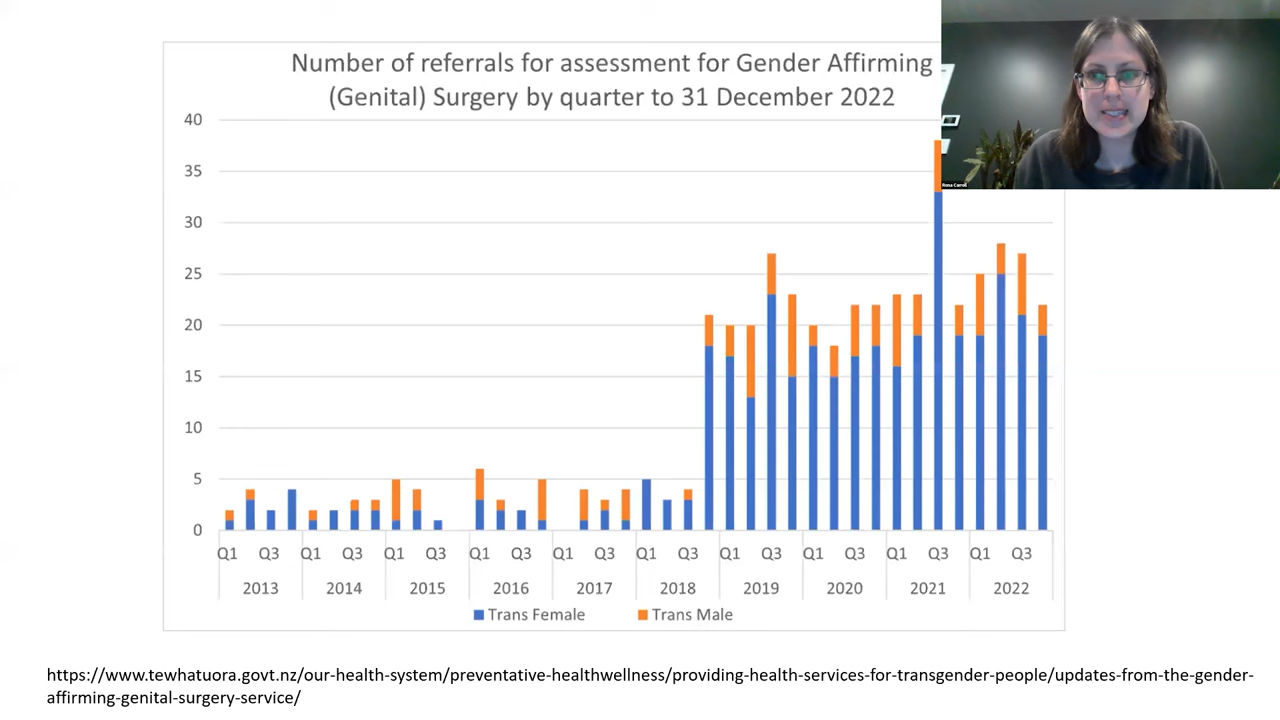 Number of referrals for assessment for Gender Affirming
(Genital) Surgery by quarter to 31 December 2022
40
35
30
25
20
15
10
5
0
Q1 Q3 Q1 Q3 Q1 Q3 Q1 Q3 Q1 Q3 Q1 Q3 Q1 Q3 Q1 Q3 Q1 Q3 Q1 Q3
2013 2014 2015 2016 2017 2018 2019 2020 2021 2022
Trans Female Trans Male
Rosa Carroll
https://www.tewhatuora.govt.nz/our-health-system/preventative-healthwellness/providing-health-services-for-transgender-people/updates-from-the-gender-
affirming-genital-surgery-service/